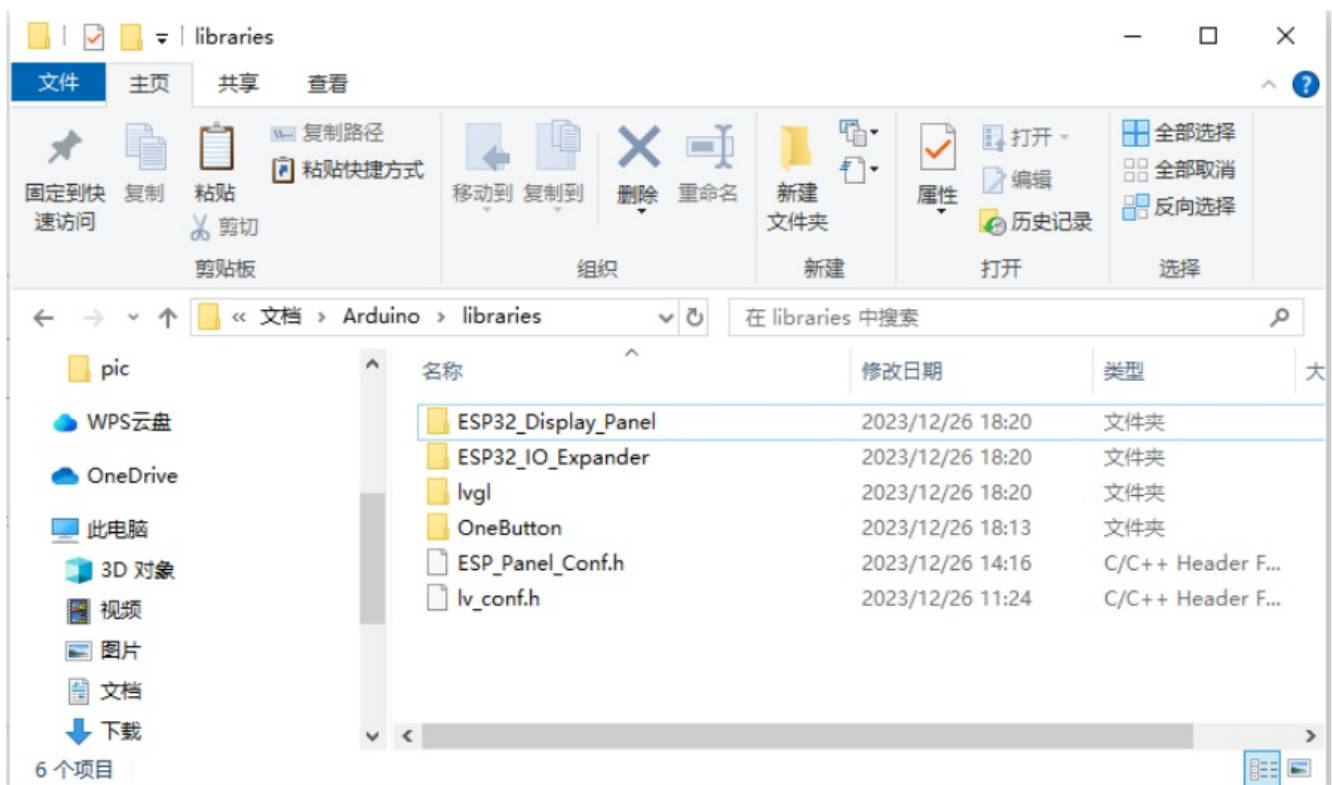 libraries
文件 主页 共享 查看
固定到快速访问
复制
粘贴
复制路径
粘贴快捷方式
剪切
剪贴板
移动到 复制到 删除 重命名
组织
新建文件夹
新建
属性
打开
编辑
历史记录
打开
全部选择
全部取消
反向选择
选择
« 文档 › Arduino › libraries
在 libraries 中搜索
pic
WPS云盘
OneDrive
此电脑
3D 对象
视频
图片
文档
下载
名称 修改日期 类型 大
ESP32_Display_Panel 2023/12/26 18:20 文件夹
ESP32_IO_Expander 2023/12/26 18:20 文件夹
lvgl 2023/12/26 18:20 文件夹
OneButton 2023/12/26 18:13 文件夹
ESP_Panel_Conf.h 2023/12/26 14:16 C/C++ Header F...
lv_conf.h 2023/12/26 11:24 C/C++ Header F...
6 个项目